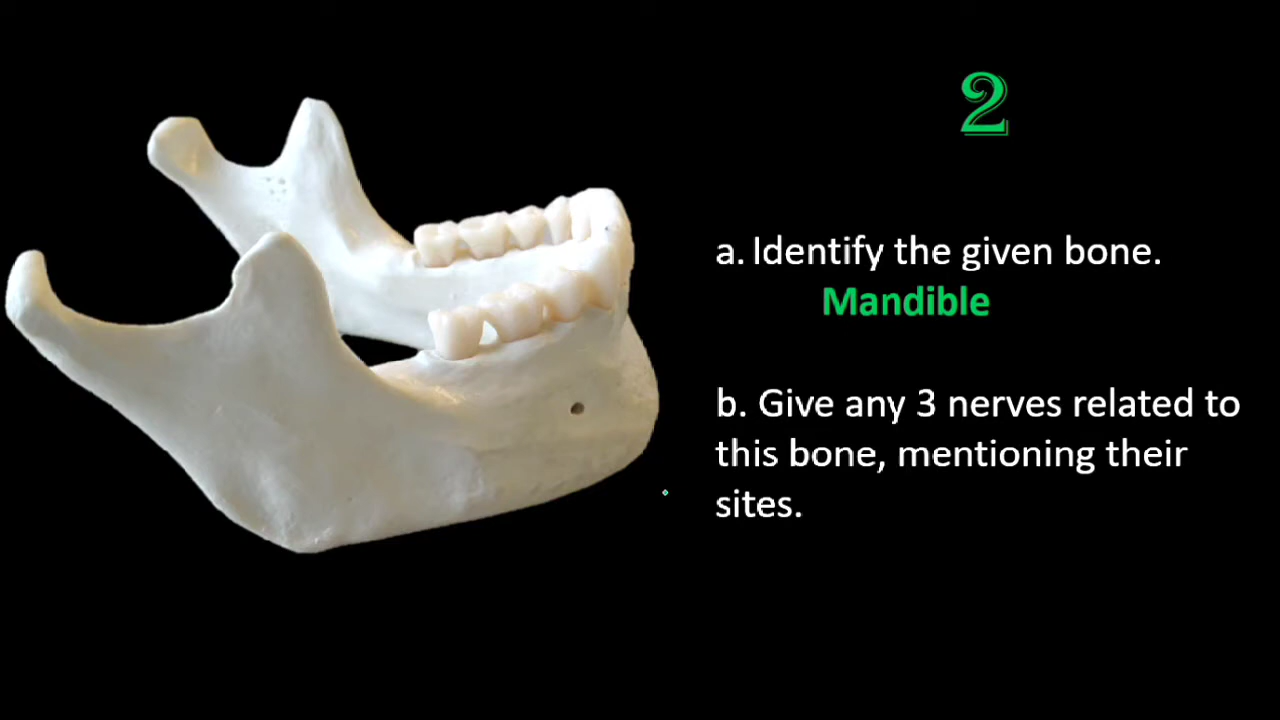 2
a. Identify the given bone.
Mandible
b. Give any 3 nerves related to
this bone, mentioning their
sites.